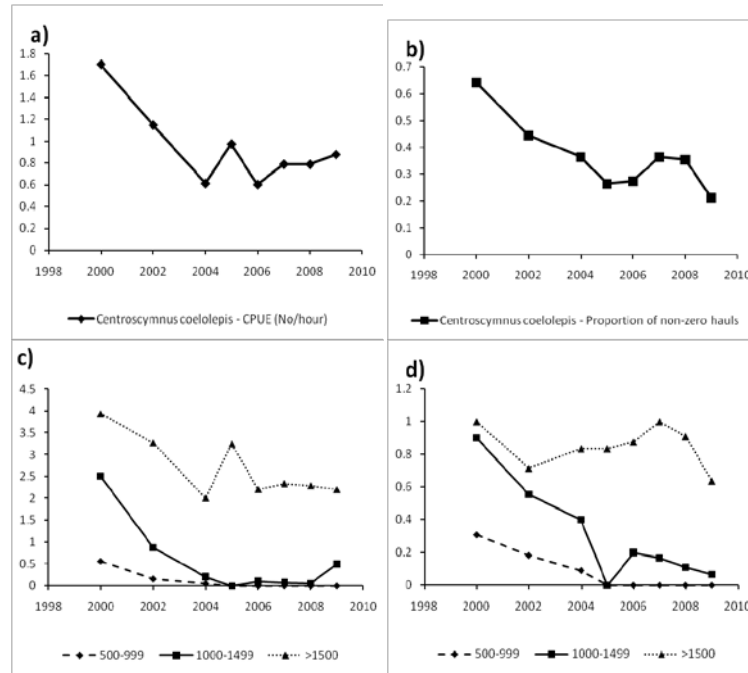 a)
1.8
1.6
1.4
1.2
1
0.8
0.6
0.4
0.2
0
1998 2000 2002 2004 2006 2008 2010
Centroscymnus coelolepis - CPUE (No/hour)
b)
0.7
0.6
0.5
0.4
0.3
0.2
0.1
0
1998 2000 2002 2004 2006 2008 2010
Centroscymnus coelolepis - Proportion of non-zero hauls
c)
4.5
4
3.5
3
2.5
2
1.5
1
0.5
0
1998 2000 2002 2004 2006 2008 2010
500-999 1000-1499 >1500
d)
1.2
1
0.8
0.6
0.4
0.2
0
1998 2000 2002 2004 2006 2008 2010
500-999 1000-1499 >1500